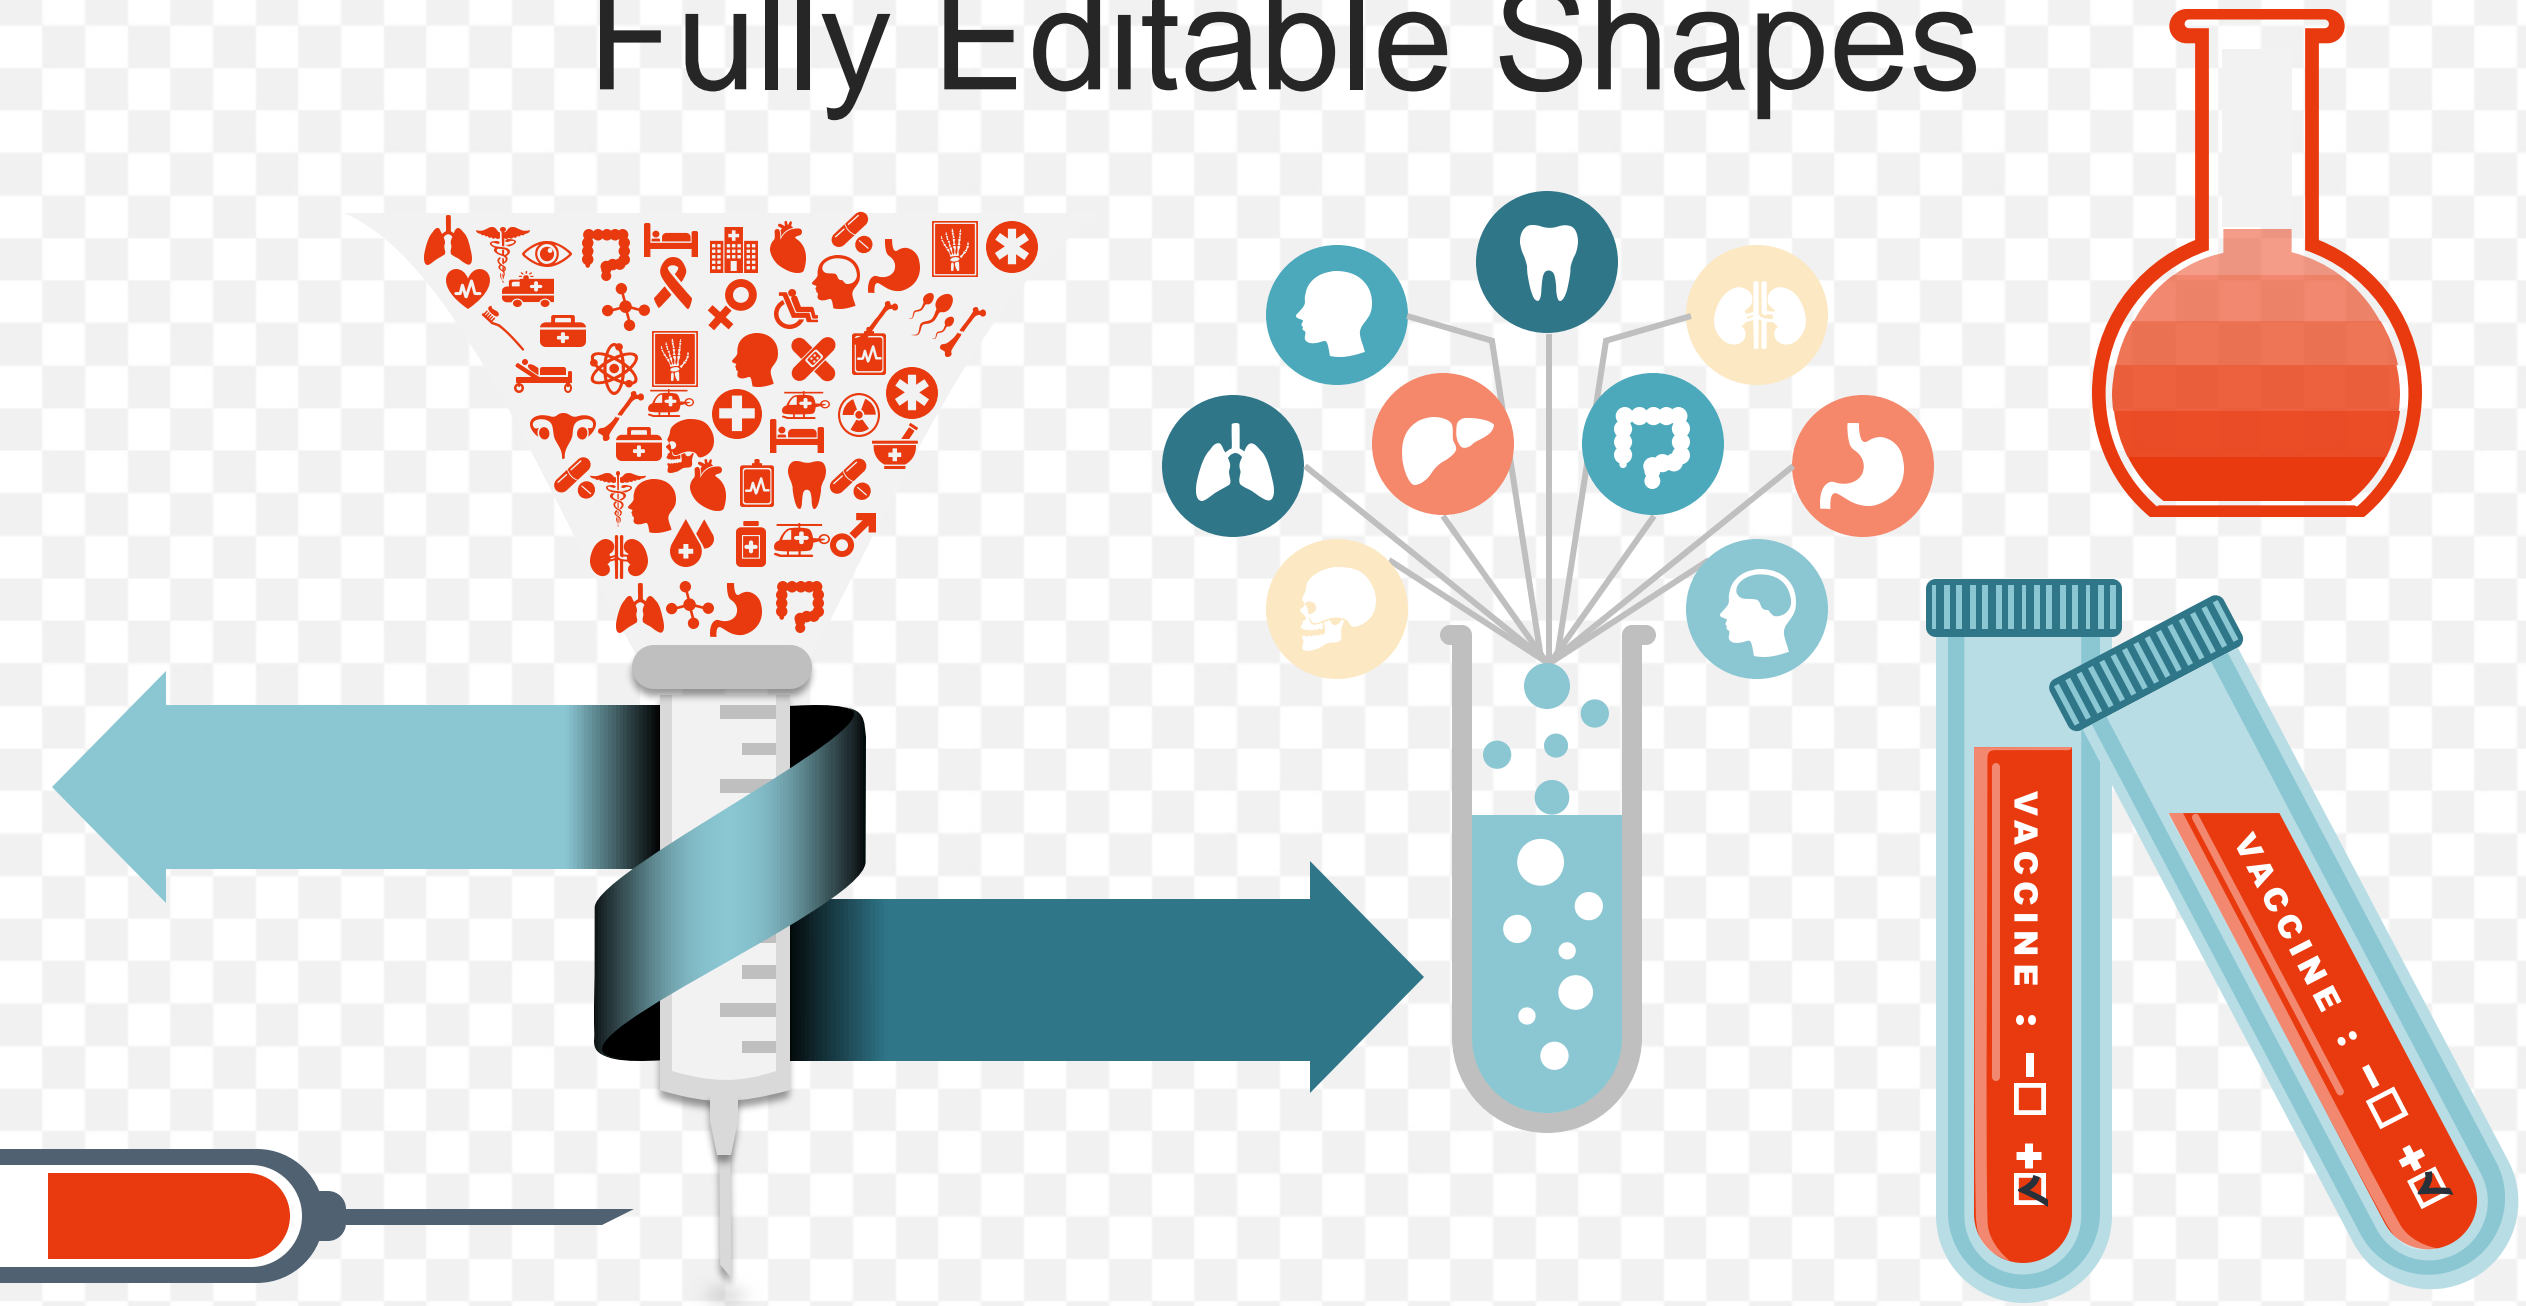 Fully Editable Shapes
VACCINE : - +
VACCINE : - +